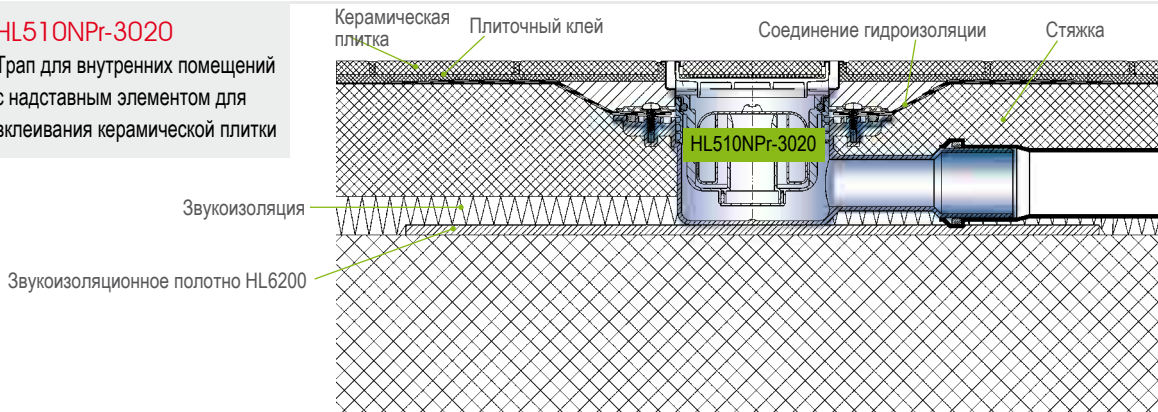 HL510NPr-3020
Трап для внутренних помещений
с надставным элементом для
вклеивания керамической плитки
Керамическая
плитка
Плиточный клей
Соединение гидроизоляции
Стяжка
HL510NPr-3020
Звукоизоляция
Звукоизоляционное полотно HL6200